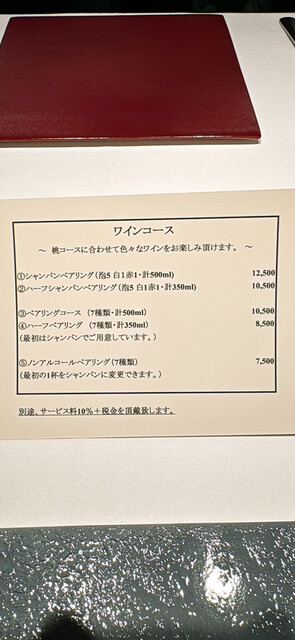 ワインコース
～ 桃コースに合わせて色々なワインをお楽しみ頂けます。 ～
①シャンパンペアリング(泡5 白1赤1・計500ml) 12,500
②ハーフシャンパンペアリング(泡5 白1赤1・計350ml) 10,500
③ペアリングコース (7種類・計500ml) 10,500
④ハーフペアリング (7種類・計350ml) 8,500
(最初はシャンパンでご用意しています。)
⑤ノンアルコールペアリング(7種類) 7,500
(最初の1杯をシャンパンに変更できます。)
別途、サービス料10％＋税金を頂戴致します。